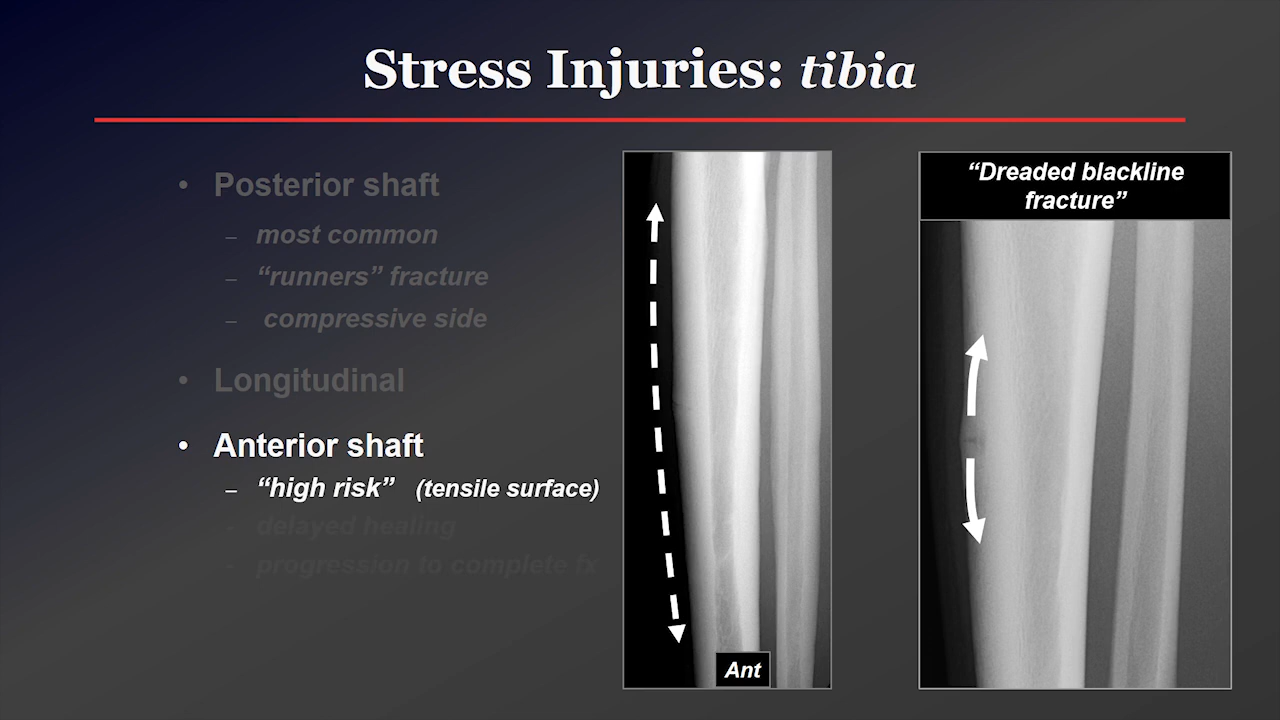 Stress Injuries: tibia
• Posterior shaft
– most common
– “runners” fracture
– compressive side
• Longitudinal
• Anterior shaft
– “high risk” (tensile surface)
- delayed healing
- progression to complete fx
Ant
“Dreaded blackline
fracture”